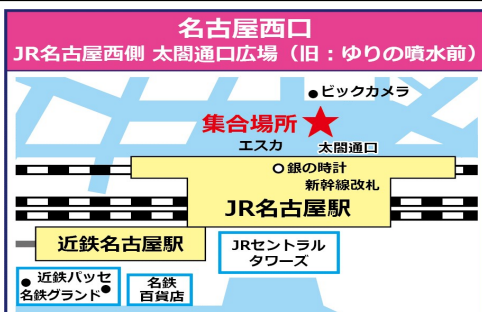 名古屋西口
JR名古屋西側 太閤通口広場（旧：ゆりの噴水前）
ビックカメラ
集合場所
エスカ
太閤通口
銀の時計
新幹線改札
JR名古屋駅
近鉄名古屋駅
JRセントラル
タワーズ
近鉄パッセ
名鉄グランド
名鉄
百貨店